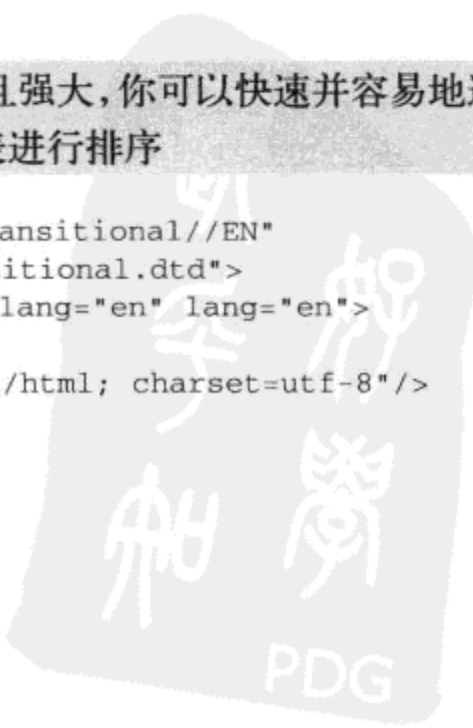 强大,你可以快速并容易地
进行排序
ansitional//EN"
itional.dtd">
lang="en" lang="en">
/html; charset=utf-8"/>
PDG